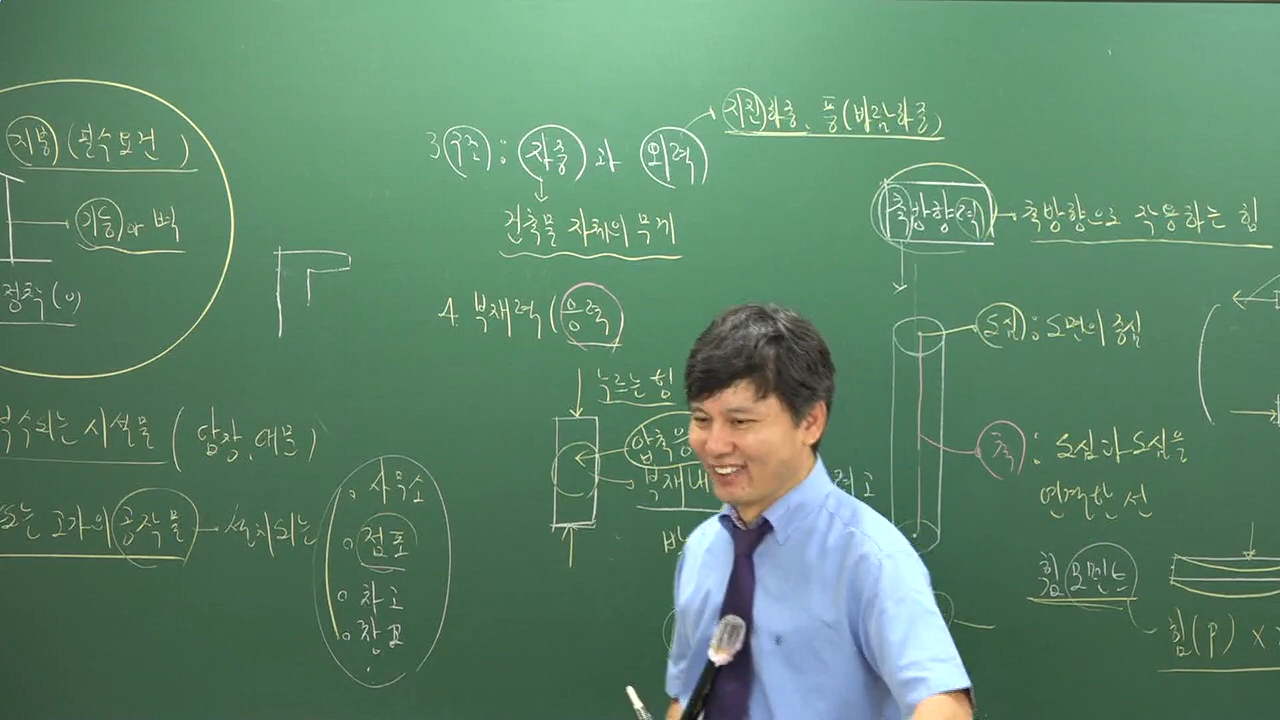 지붕 (필수요건)
기둥 or 벽
정착(O)
부수되는 시설물 (담장, 대문)
또는 고가의 공작물 - 설치되는
사무소
o 점포
o 차고
o 창고
3 구조 : 자중 과 외력
지진하중, 풍(바람하중)
건축물 자체의 무게
4. 부재력 (응력
누르는 힘
압축응
부재내
축방향력 → 축방향으로 작용하는 힘
도심 : 도면의 중심
축 : 도심과 도심을
연결한 선
휨모멘트
힘(P) ×